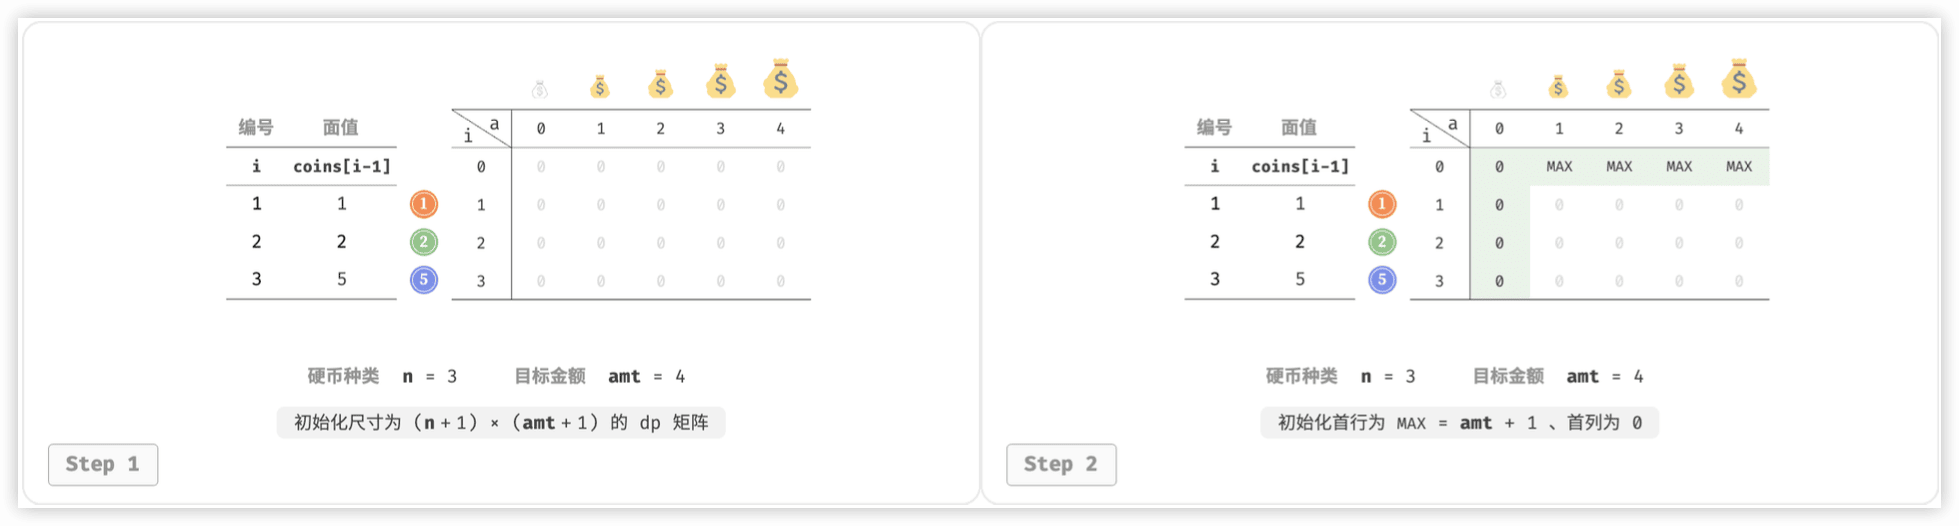 编号 面值
i coins[i-1]
1 1
2 2
3 5
1
2
5
$ $ $ $ $
a
i
0 1 2 3 4
0 0 0 0 0 0
1 0 0 0 0 0
2 0 0 0 0 0
3 0 0 0 0 0
硬币种类 n = 3 目标金额 amt = 4
初始化尺寸为 (n+1) × (amt+1) 的 dp 矩阵
Step 1
编号 面值
i coins[i-1]
1 1
2 2
3 5
1
2
5
$ $ $ $ $
a
i
0 1 2 3 4
0 0 MAX MAX MAX MAX
1 0 0 0 0 0
2 0 0 0 0 0
3 0 0 0 0 0
硬币种类 n = 3 目标金额 amt = 4
初始化首行为 MAX = amt + 1 、首列为 0
Step 2